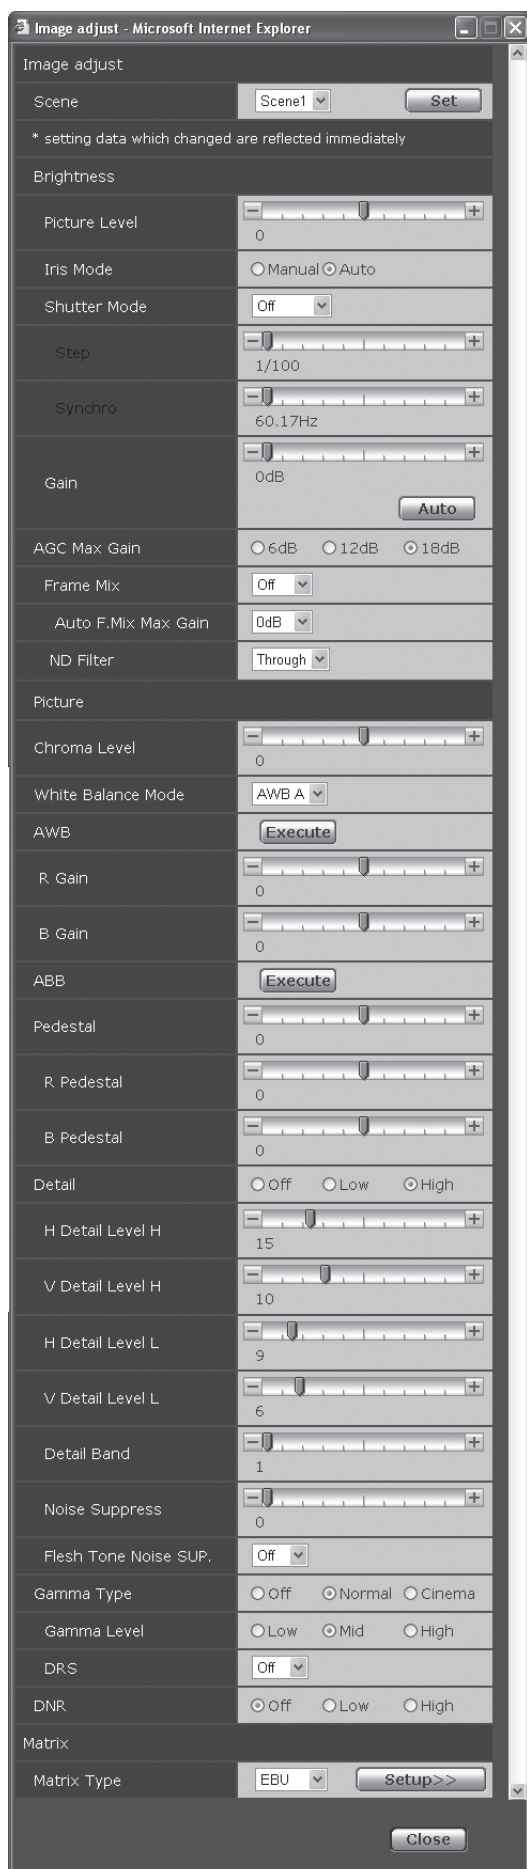 Image adjust - Microsoft Internet Explorer
Image adjust
Scene Scene1 Set
* setting data which changed are reflected immediately
Brightness
Picture Level - +
0
Iris Mode Manual Auto
Shutter Mode Off
Step - +
1/100
Synchro - +
60.17Hz
Gain - +
0dB
Auto
AGC Max Gain 6dB 12dB 18dB
Frame Mix Off
Auto F.Mix Max Gain 0dB
ND Filter Through
Picture
Chroma Level - +
0
White Balance Mode AWB A
AWB Execute
R Gain - +
0
B Gain - +
0
ABB Execute
Pedestal - +
0
R Pedestal - +
0
B Pedestal - +
0
Detail Off Low High
H Detail Level H - +
15
V Detail Level H - +
10
H Detail Level L - +
9
V Detail Level L - +
6
Detail Band - +
1
Noise Suppress - +
0
Flesh Tone Noise SUP. Off
Gamma Type Off Normal Cinema
Gamma Level Low Mid High
DRS Off
DNR Off Low High
Matrix
Matrix Type EBU Setup>>
Close